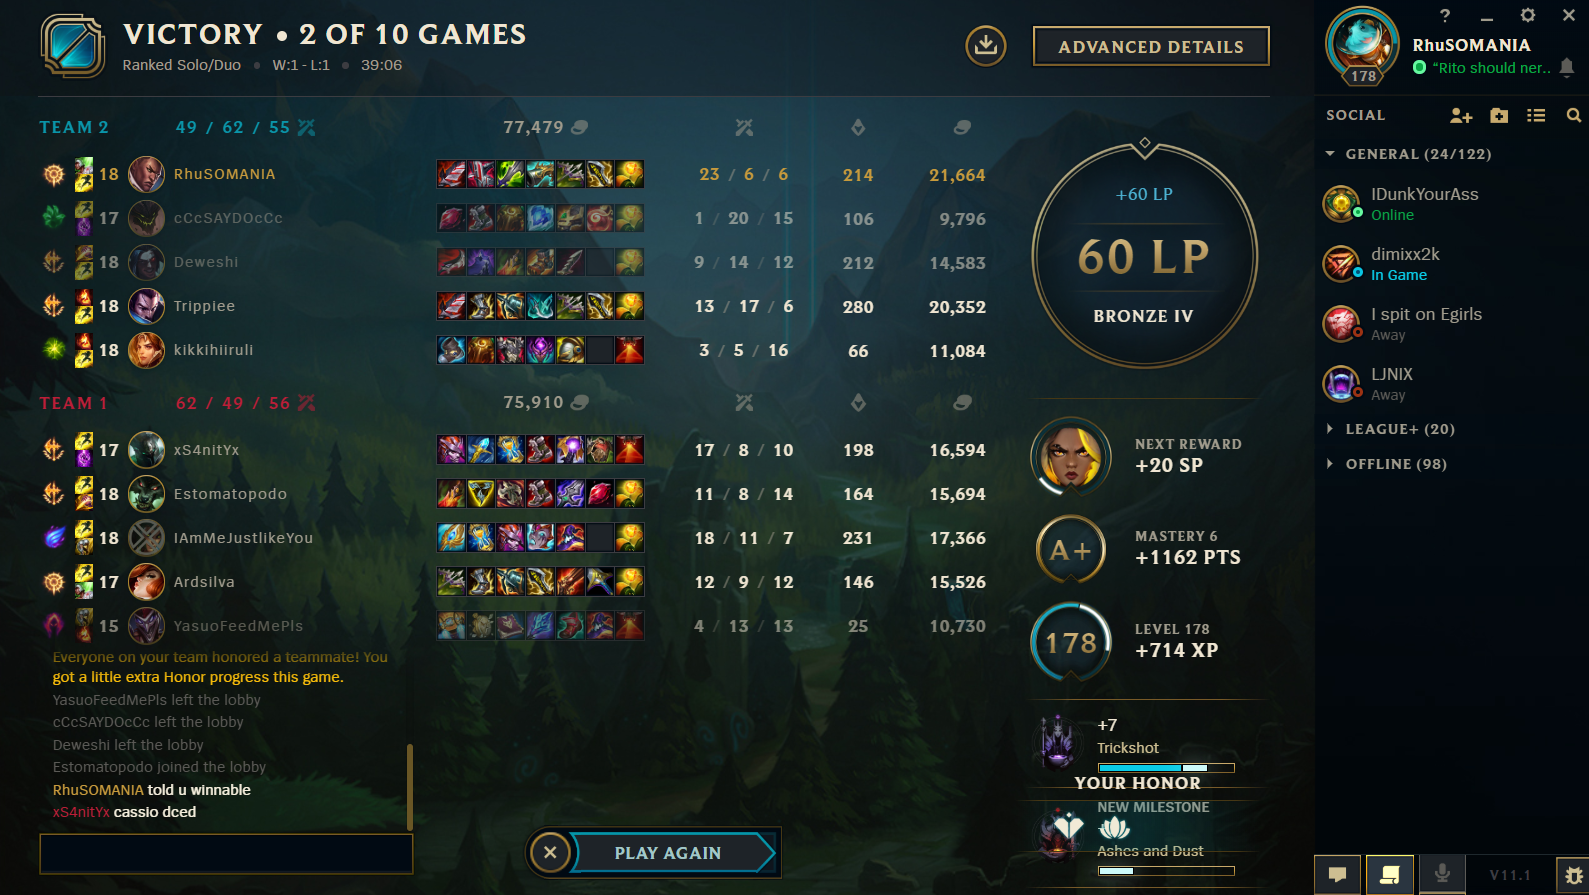 VICTORY • 2 OF 10 GAMES
Ranked Solo/Duo • W:1 - L:1 • 39:06
ADVANCED DETAILS
TEAM 2 49 / 62 / 55 77,479
18 RhuSOMANIA 23 / 6 / 6 214 21,664
17 cCcSAYDOcCc 1 / 20 / 15 106 9,796
18 Deweshi 9 / 14 / 12 212 14,583
18 Trippiee 13 / 17 / 6 280 20,352
18 kikkihiiruli 3 / 5 / 16 66 11,084
TEAM 1 62 / 49 / 56 75,910
17 xS4nitYx 17 / 8 / 10 198 16,594
18 Estomatopodo 11 / 8 / 14 164 15,694
18 IAmMeJustlikeYou 18 / 11 / 7 231 17,366
17 Ardsilva 12 / 9 / 12 146 15,526
15 YasuoFeedMePls 4 / 13 / 13 25 10,730
Everyone on your team honored a teammate! You
got a little extra Honor progress this game.
YasuoFeedMePls left the lobby
cCcSAYDOcCc left the lobby
Deweshi left the lobby
Estomatopodo joined the lobby
RhuSOMANIA told u winnable
xS4nitYx cassio dced
PLAY AGAIN
+60 LP
60 LP
BRONZE IV
NEXT REWARD
+20 SP
A+
MASTERY 6
+1162 PTS
178
LEVEL 178
+714 XP
+7
Trickshot
YOUR HONOR
NEW MILESTONE
Ashes and Dust
?
178
RhuSOMANIA
“Rito should ner..
SOCIAL
GENERAL (24/122)
IDunkYourAss
Online
dimixx2k
In Game
I spit on Egirls
Away
LJNIX
Away
LEAGUE+ (20)
OFFLINE (98)
V11.1